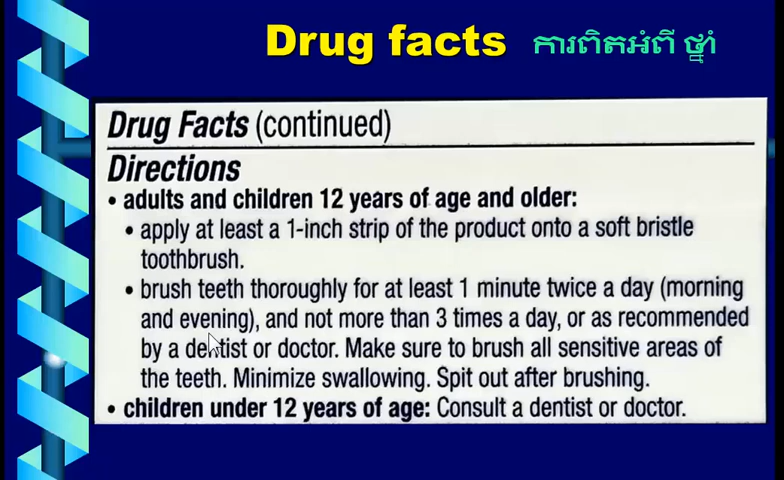 Drug facts ការពិតអំពី ថ្នាំ
Drug Facts (continued)
Directions
• adults and children 12 years of age and older:
• apply at least a 1-inch strip of the product onto a soft bristle
toothbrush.
• brush teeth thoroughly for at least 1 minute twice a day (morning
and evening), and not more than 3 times a day, or as recommended
by a dentist or doctor. Make sure to brush all sensitive areas of
the teeth. Minimize swallowing. Spit out after brushing.
• children under 12 years of age: Consult a dentist or doctor.